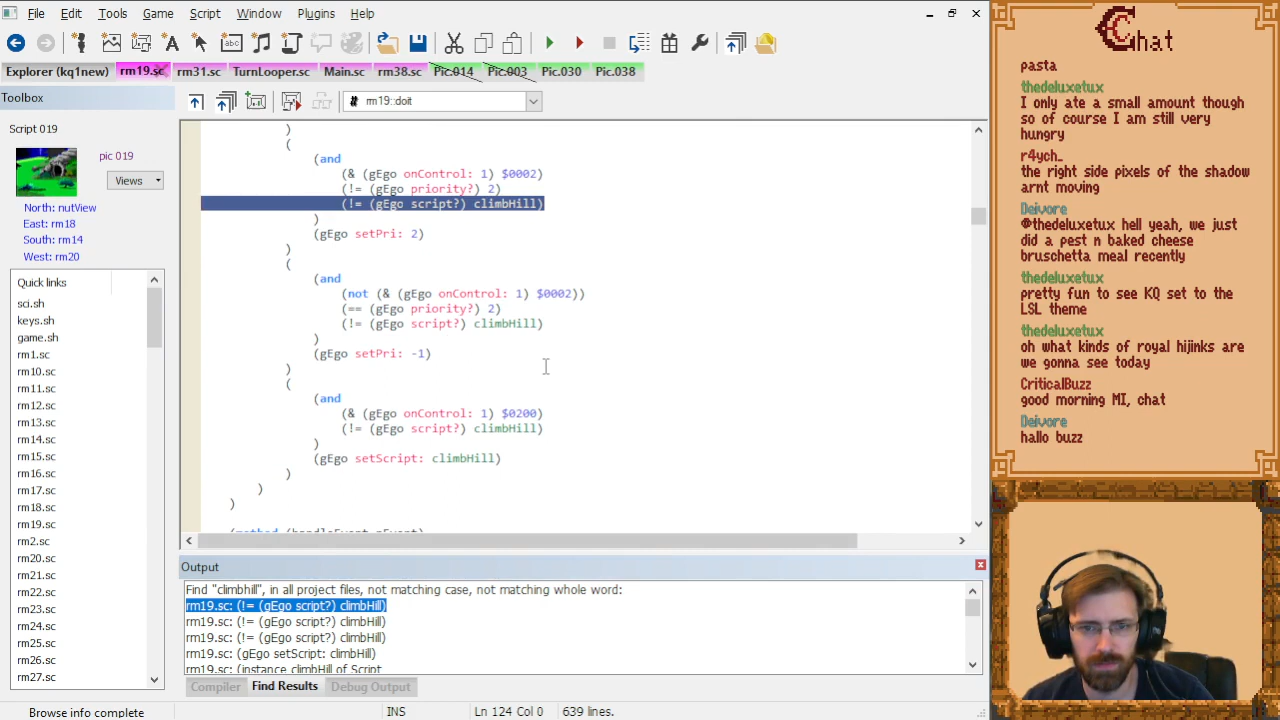 File Edit Tools Game Script Window Plugins Help
Explorer (kq1new) rm19.sc rm31.sc TurnLooper.sc Main.sc rm38.sc Pic.014 Pic.003 Pic.030 Pic.038
Toolbox
# rm19::doit
Script 019
pic 019
Views
North: nutView
East: rm18
South: rm14
West: rm20
Quick links
sci.sh
keys.sh
game.sh
rm1.sc
rm10.sc
rm11.sc
rm12.sc
rm13.sc
rm14.sc
rm15.sc
rm16.sc
rm17.sc
rm18.sc
rm19.sc
rm2.sc
rm20.sc
rm21.sc
rm22.sc
rm23.sc
rm24.sc
rm25.sc
rm26.sc
rm27.sc
)
(
(and
(& (gEgo onControl: 1) $0002)
(!= (gEgo priority?) 2)
(!= (gEgo script?) climbHill)
)
(gEgo setPri: 2)
)
(
(and
(not (& (gEgo onControl: 1) $0002))
(== (gEgo priority?) 2)
(!= (gEgo script?) climbHill)
)
(gEgo setPri: -1)
)
(
(and
(& (gEgo onControl: 1) $0200)
(!= (gEgo script?) climbHill)
)
(gEgo setScript: climbHill)
)
)
)
(method (handleEvent pEvent)
Output
Find "climbhill", in all project files, not matching case, not matching whole word:
rm19.sc: (!= (gEgo script?) climbHill)
rm19.sc: (!= (gEgo script?) climbHill)
rm19.sc: (!= (gEgo script?) climbHill)
rm19.sc: (gEgo setScript: climbHill)
rm19.sc: (instance climbHill of Script
Compiler Find Results Debug Output
Browse info complete INS Ln 124 Col 0 639 lines.
Chat
pasta
thedeluxetux
I only ate a small amount though
so of course I am still very
hungry
r4ych_
the right side pixels of the shadow
arnt moving
Deivore
@thedeluxetux hell yeah, we just
did a pest n baked cheese
bruschetta meal recently
thedeluxetux
pretty fun to see KQ set to the
LSL theme
thedeluxetux
oh what kinds of royal hijinks are
we gonna see today
CriticalBuzz
good morning MI, chat
Deivore
hallo buzz